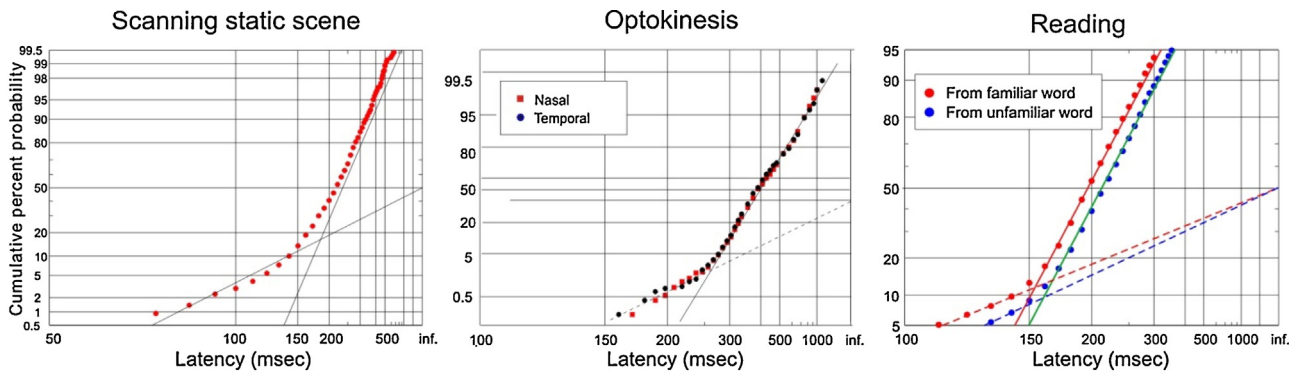 Scanning static scene
Cumulative percent probability
99.5
99
98
95
90
80
50
20
10
5
2
1
0.5
50 100 150 200 500 inf.
Latency (msec)
Optokinesis
Nasal
Temporal
99.5
95
80
50
20
5
0.5
100 150 200 300 500 1000 inf.
Latency (msec)
Reading
From familiar word
From unfamiliar word
95
90
80
50
20
10
5
100 150 200 300 500 1000 inf.
Latency (msec)